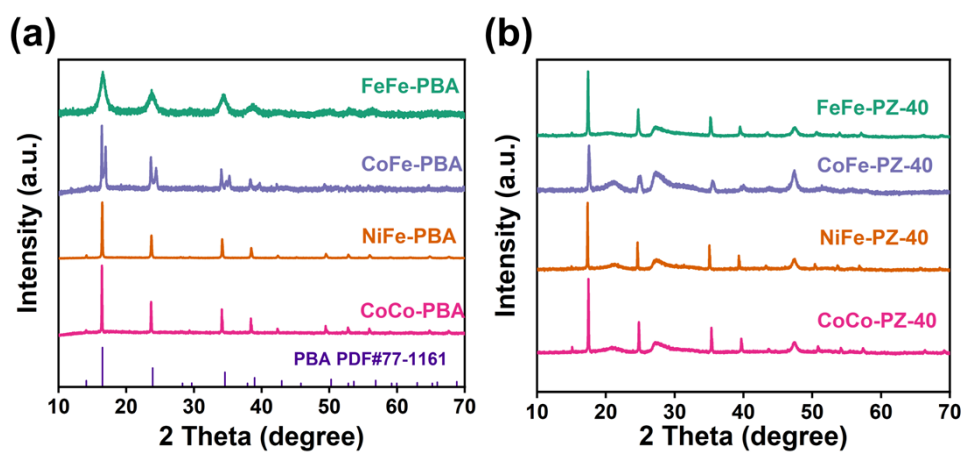 (a)
Intensity (a.u.)
FeFe-PBA
CoFe-PBA
NiFe-PBA
CoCo-PBA
PBA PDF#77-1161
10 20 30 40 50 60 70
2 Theta (degree)
(b)
Intensity (a.u.)
FeFe-PZ-40
CoFe-PZ-40
NiFe-PZ-40
CoCo-PZ-40
10 20 30 40 50 60 70
2 Theta (degree)